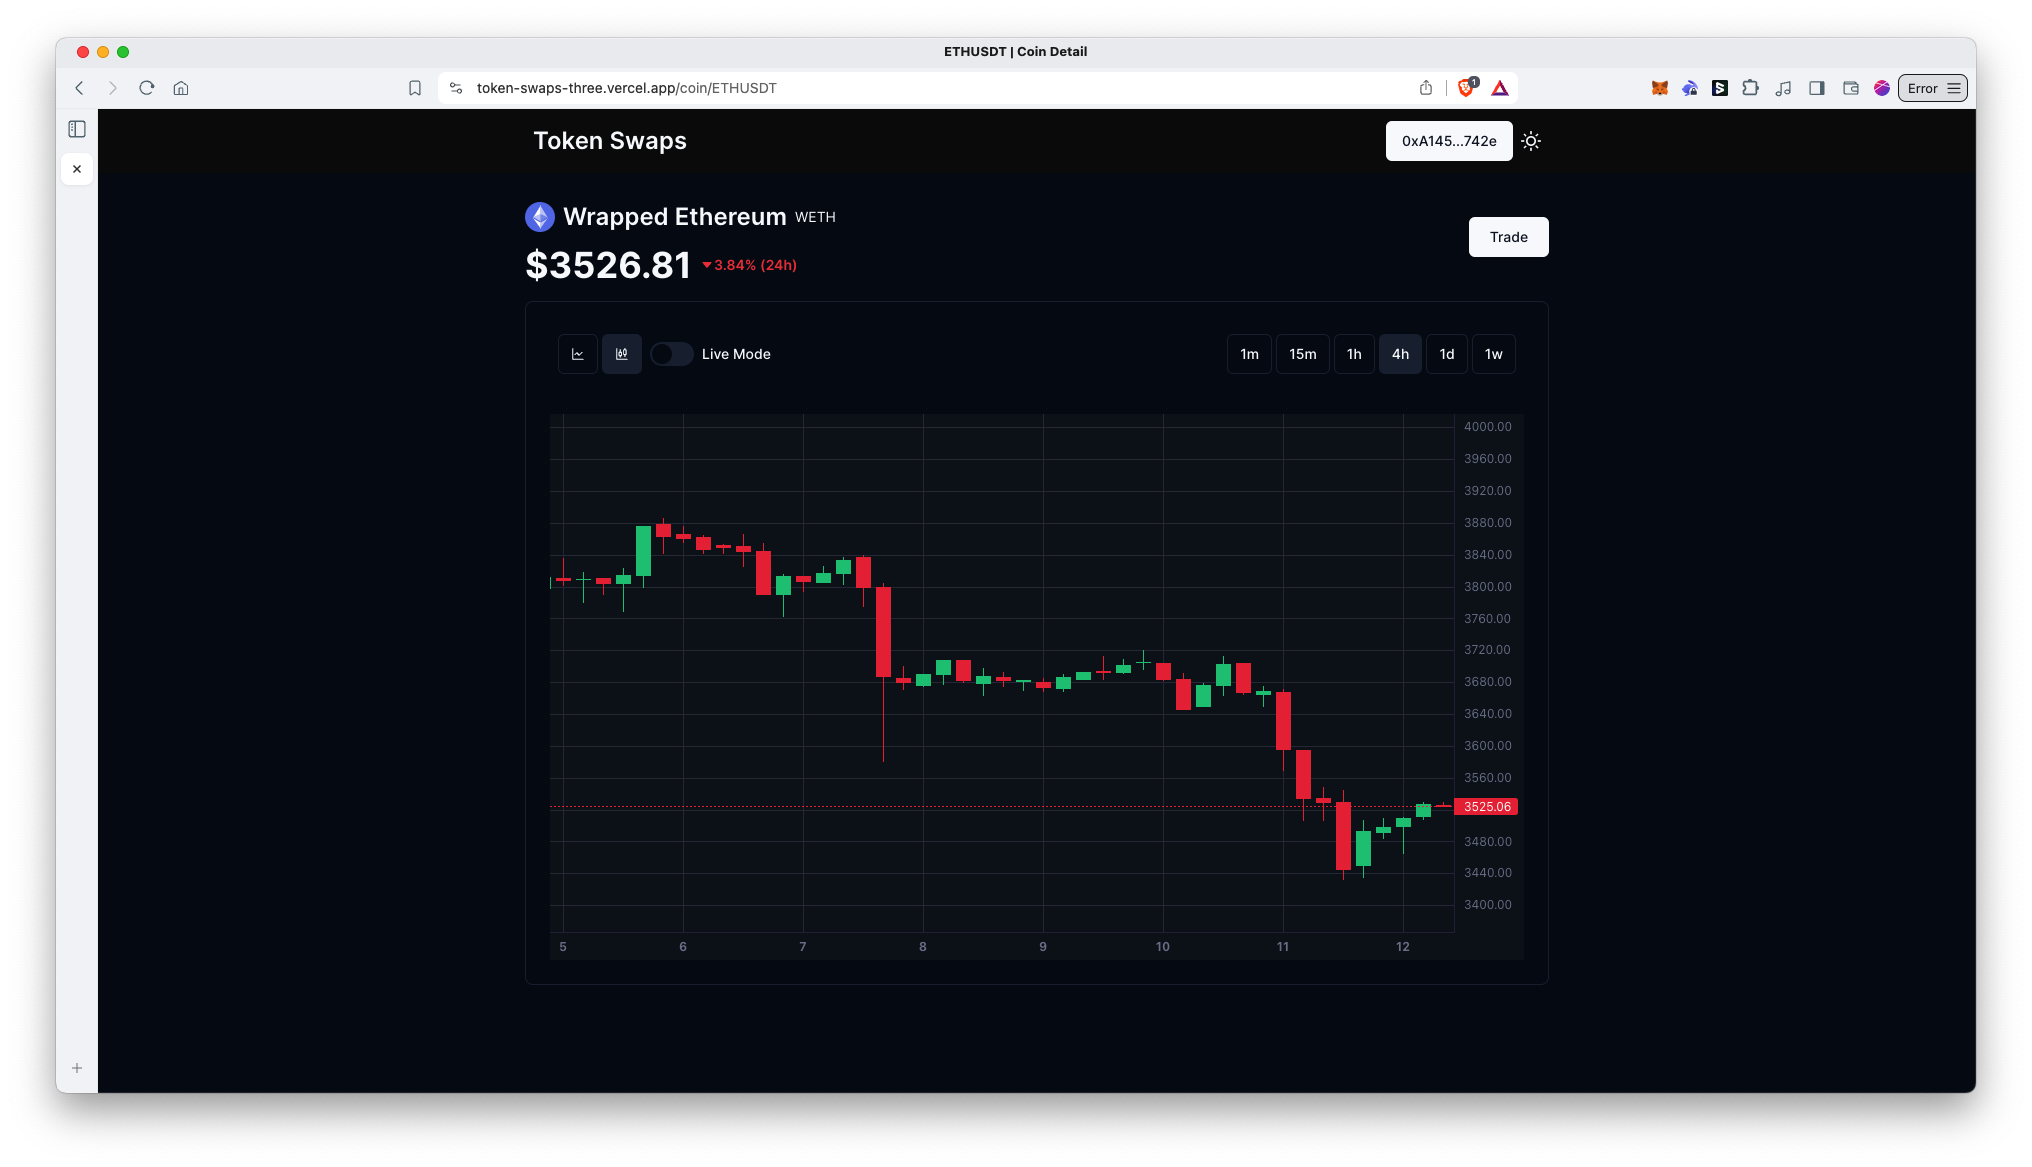 ETHUSDT | Coin Detail
token-swaps-three.vercel.app/coin/ETHUSDT
1
Error
Token Swaps
0xA145...742e
Wrapped Ethereum WETH
$3526.81 3.84% (24h)
Trade
Live Mode
1m 15m 1h 4h 1d 1w
4000.00
3960.00
3920.00
3880.00
3840.00
3800.00
3760.00
3720.00
3680.00
3640.00
3600.00
3560.00
3525.06
3480.00
3440.00
3400.00
5 6 7 8 9 10 11 12